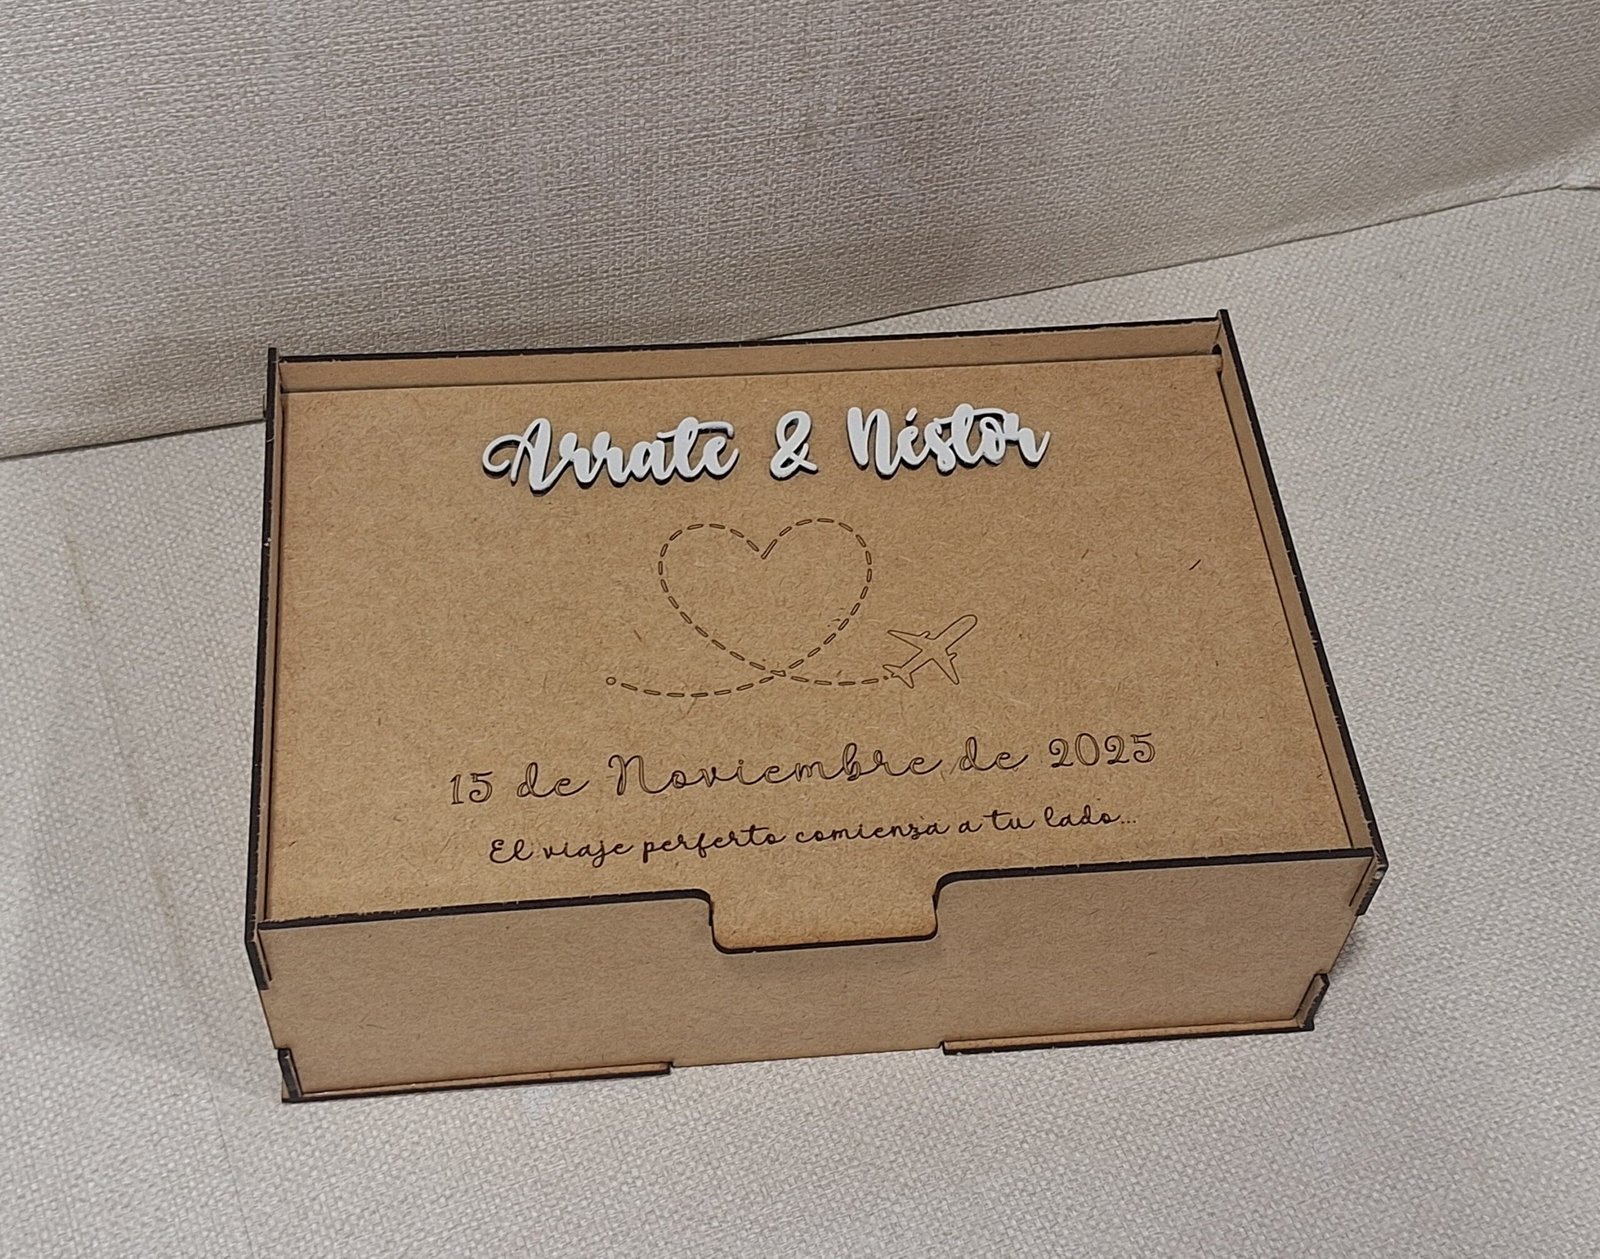 Arrate & Néstor
15 de Noviembre de 2025
El viaje perferto comienza a tu lado...